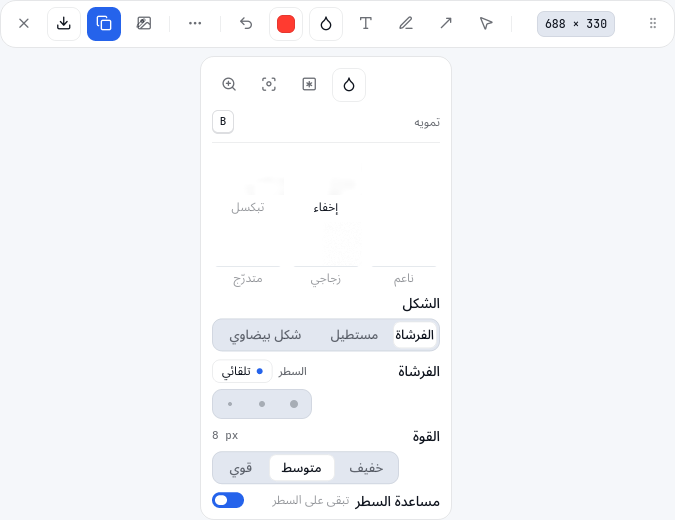 688 × 330
تمويه B
إخفاء تبكسل
ناعم زجاجي متدرّج
الشكل
الفرشاة مستطيل شكل بيضاوي
الفرشاة السطر تلقائي
القوة 8 px
خفيف متوسط قوي
مساعدة السطر تبقى على السطر